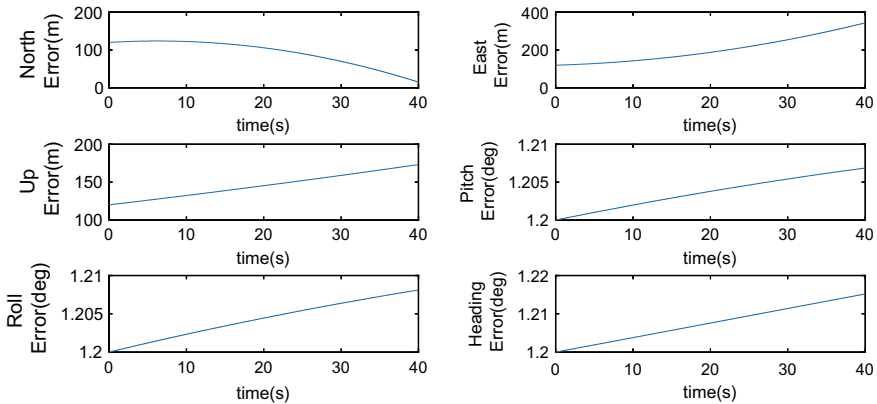 North
Error(m)
200
100
0
0 10 20 30 40
time(s)
East
Error(m)
400
200
0
0 10 20 30 40
time(s)
Up
Error(m)
200
150
100
0 10 20 30 40
time(s)
Pitch
Error(deg)
1.21
1.205
1.2
0 10 20 30 40
time(s)
Roll
Error(deg)
1.21
1.205
1.2
0 10 20 30 40
time(s)
Heading
Error(deg)
1.22
1.21
1.2
0 10 20 30 40
time(s)